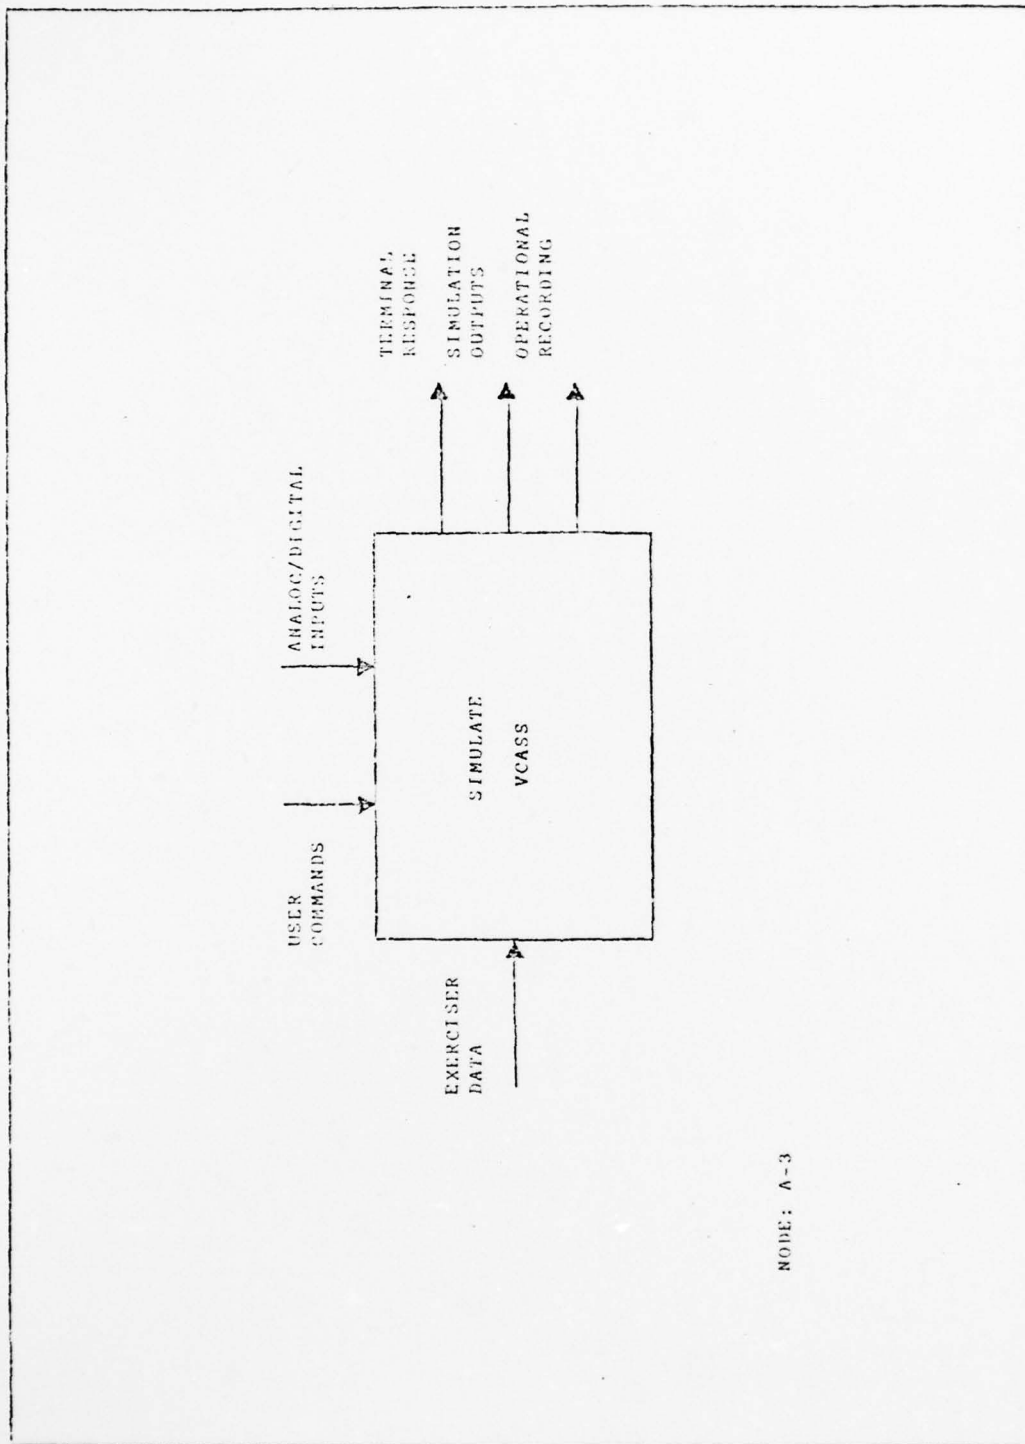 USER
COMMANDS
ANALOG/DIGITAL
INPUTS
EXERCISER
DATA
SIMULATE
VCASS
TERMINAL
RESPONSE
SIMULATION
OUTPUTS
OPERATIONAL
RECORDING
NODE: A-3